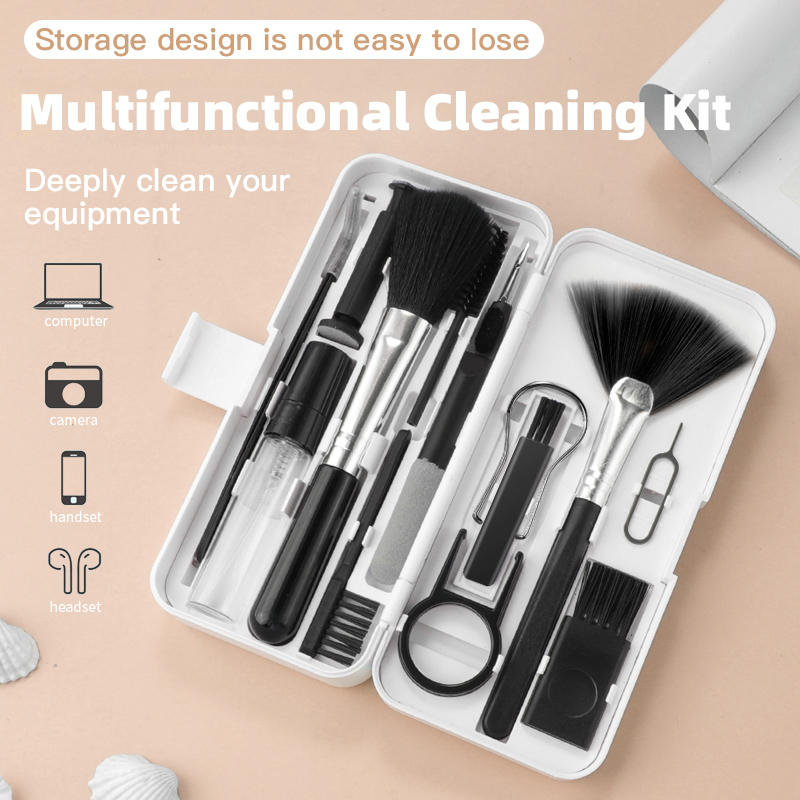 Storage design is not easy to lose
Multifunctional Cleaning Kit
Deeply clean your
equipment
computer
camera
handset
headset